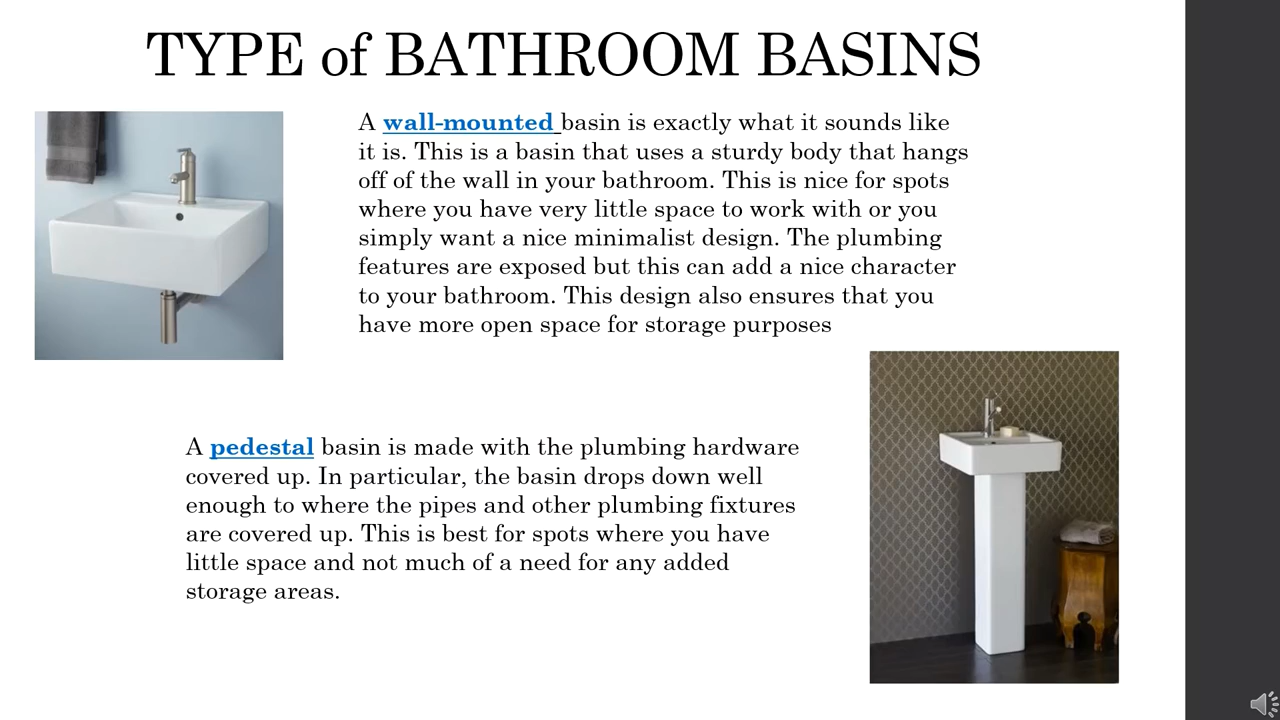 TYPE of BATHROOM BASINS
A wall-mounted basin is exactly what it sounds like
it is. This is a basin that uses a sturdy body that hangs
off of the wall in your bathroom. This is nice for spots
where you have very little space to work with or you
simply want a nice minimalist design. The plumbing
features are exposed but this can add a nice character
to your bathroom. This design also ensures that you
have more open space for storage purposes
A pedestal basin is made with the plumbing hardware
covered up. In particular, the basin drops down well
enough to where the pipes and other plumbing fixtures
are covered up. This is best for spots where you have
little space and not much of a need for any added
storage areas.